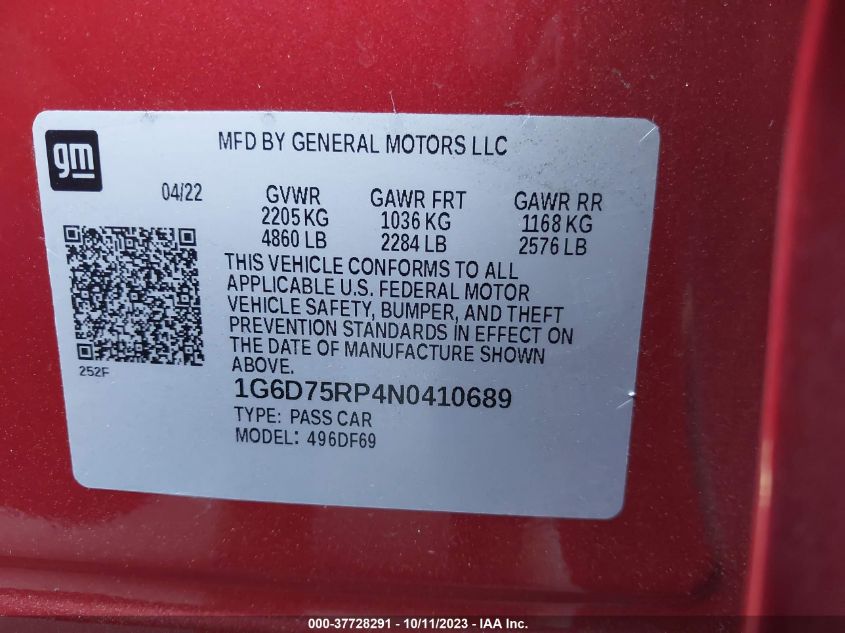 gm
MFD BY GENERAL MOTORS LLC
04/22 GVWR GAWR FRT GAWR RR
2205 KG 1036 KG 1168 KG
4860 LB 2284 LB 2576 LB
THIS VEHICLE CONFORMS TO ALL
APPLICABLE U.S. FEDERAL MOTOR
VEHICLE SAFETY, BUMPER, AND THEFT
PREVENTION STANDARDS IN EFFECT ON
THE DATE OF MANUFACTURE SHOWN
ABOVE.
252F
1G6D75RP4N0410689
TYPE: PASS CAR
MODEL: 496DF69
000-37728291 - 10/11/2023 - IAA Inc.